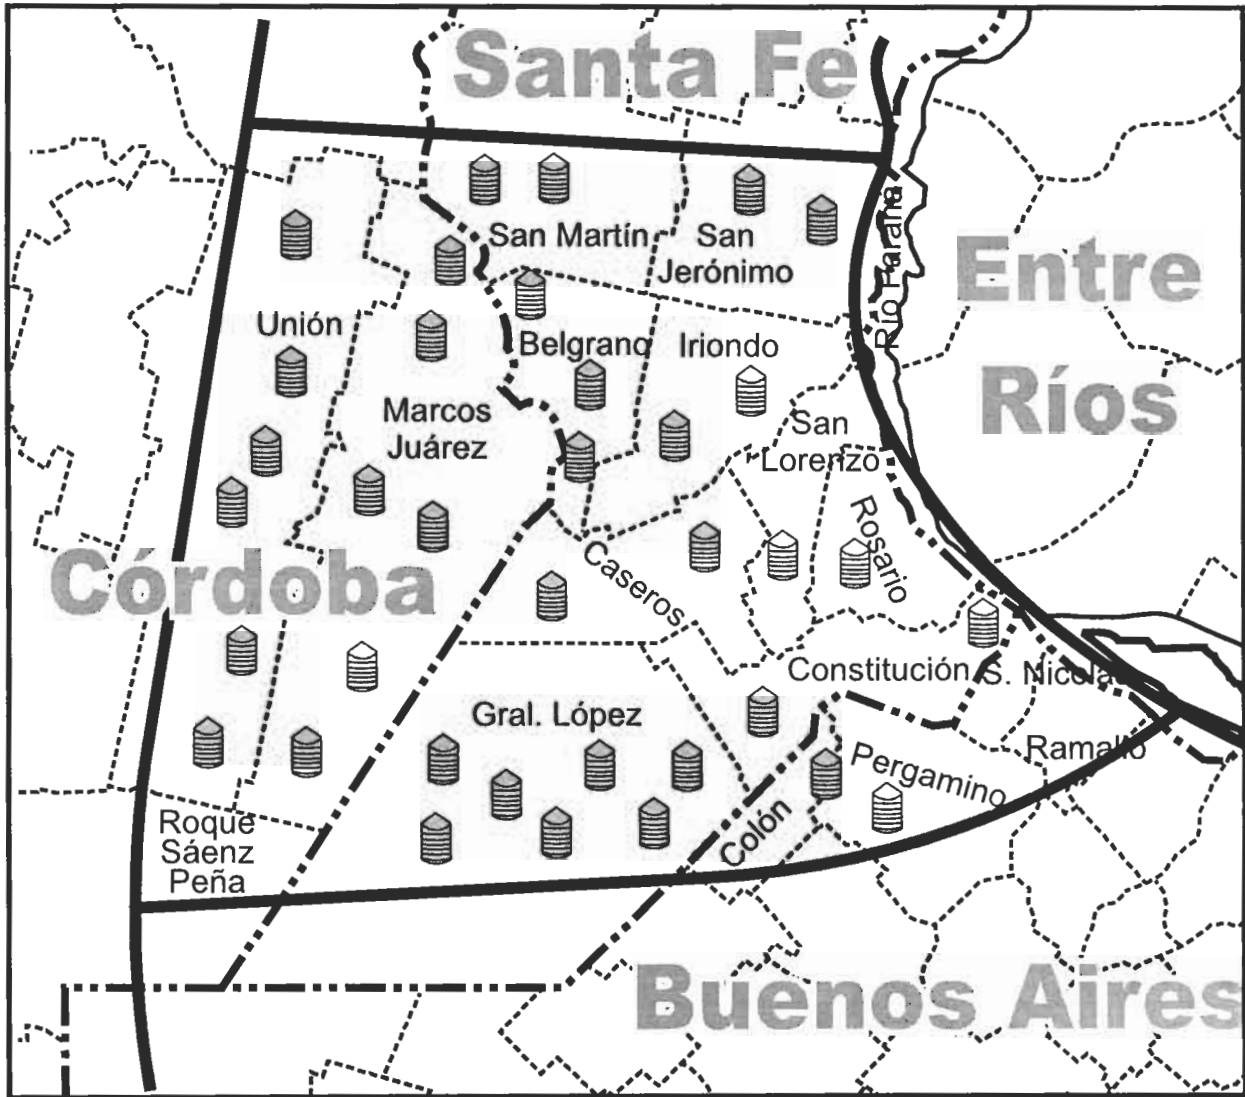 Santa Fe
Río Paraná
San Martín
San
Jerónimo
Entre
Ríos
Unión
Belgrano
Iriondo
Marcos
Juárez
San
Lorenzo
Rosario
Córdoba
Caseros
Constitución
S. Nicolás
Gral. López
Ramallo
Pergamino
Colón
Roque
Sáenz
Peña
Buenos Aires